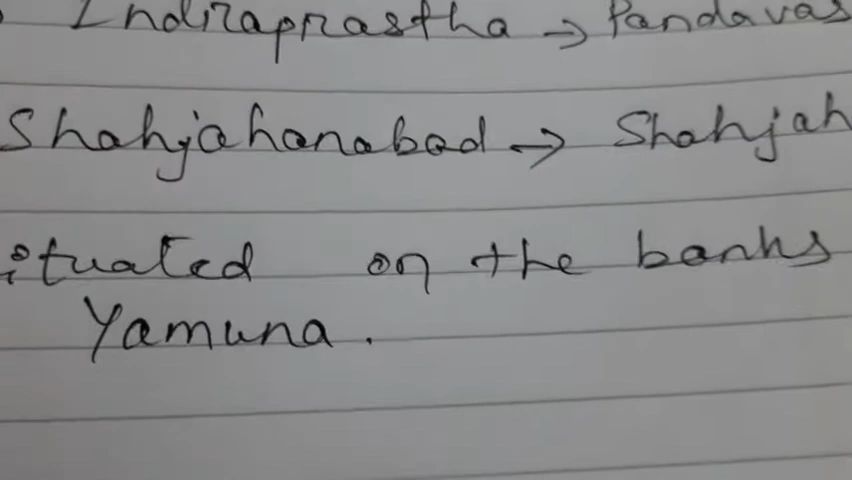 Indiraprastha → Pandavas
Shahjahanabad → Shahjah
ituated on the banks
Yamuna.